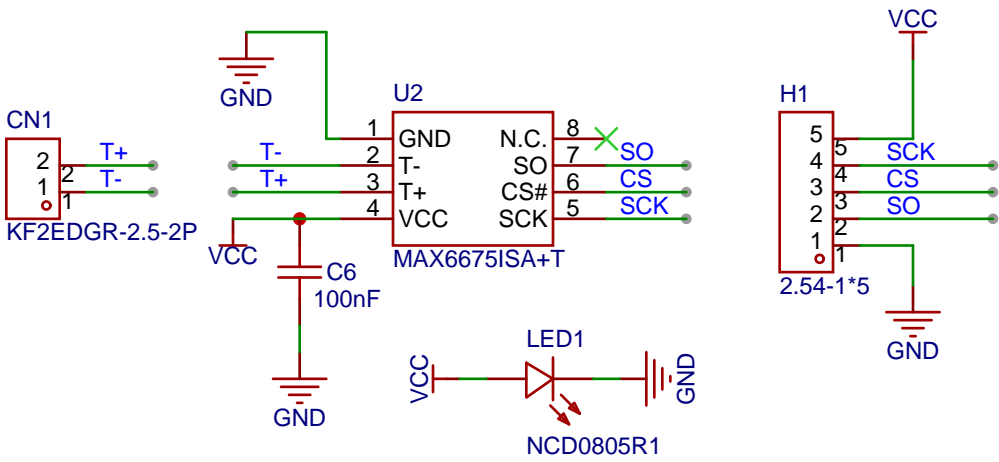 VCC
GND
U2
H1
CN1
1 GND N.C. 8
5 5
2 T+ 2
T- 2 T- SO 7 SO
4 SCK 4
1 T- 1
T+ 3 T+ CS# 6 CS
3 CS 3
4 VCC SCK 5 SCK
2 SO 2
KF2EDGR-2.5-2P
VCC
MAX6675ISA+T
1 1
C6
100nF
2.54-1*5
LED1
GND
VCC
GND
GND
NCD0805R1